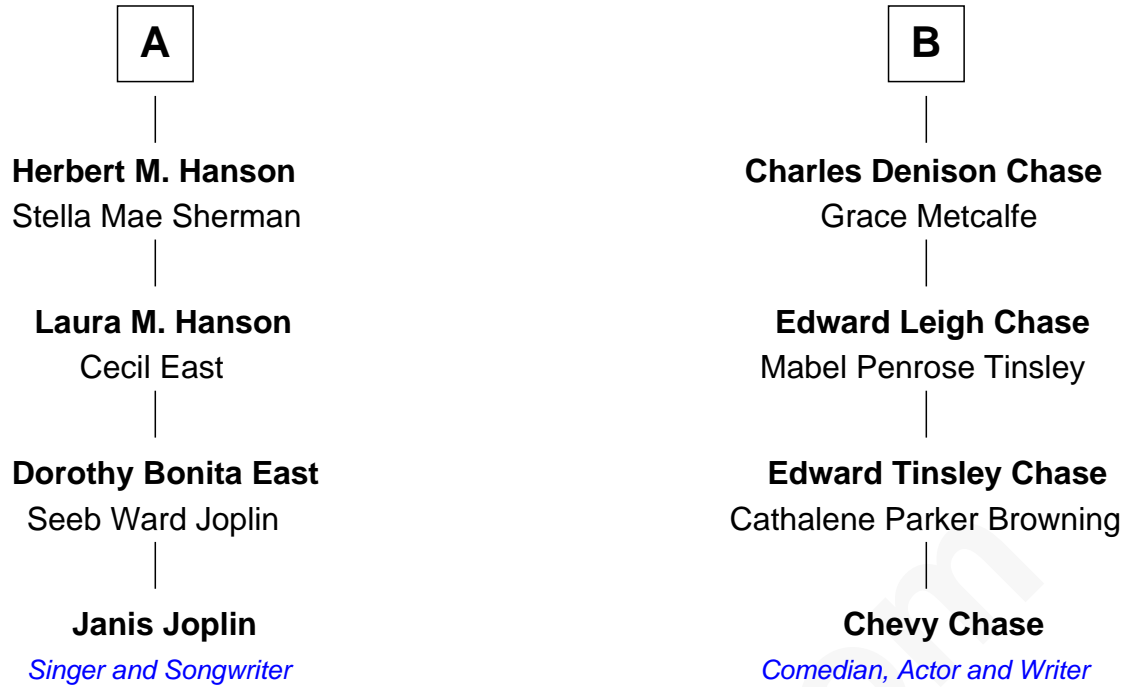 A
B
Herbert M. Hanson
Stella Mae Sherman
Charles Denison Chase
Grace Metcalfe
Laura M. Hanson
Cecil East
Edward Leigh Chase
Mabel Penrose Tinsley
Dorothy Bonita East
Seeb Ward Joplin
Edward Tinsley Chase
Cathalene Parker Browning
Janis Joplin
Singer and Songwriter
Chevy Chase
Comedian, Actor and Writer